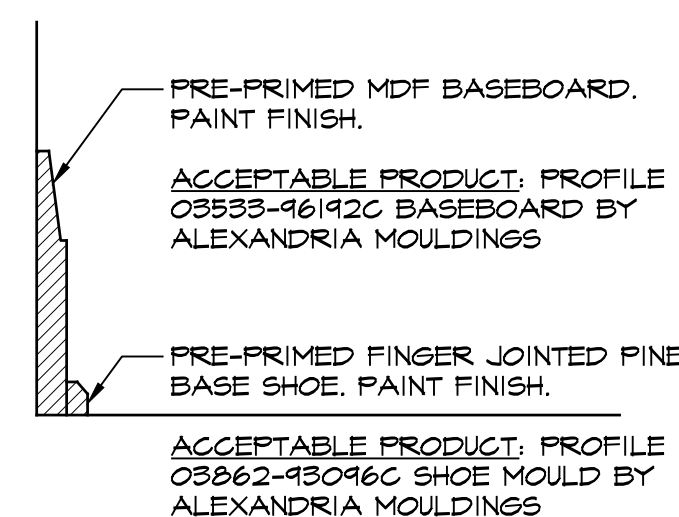 PRE-PRIMED MDF BASEBOARD.
PAINT FINISH.
ACCEPTABLE PRODUCT: PROFILE
03533-96192C BASEBOARD BY
ALEXANDRIA MOULDINGS
PRE-PRIMED FINGER JOINTED PINE
BASE SHOE. PAINT FINISH.
ACCEPTABLE PRODUCT: PROFILE
03862-93096C SHOE MOULD BY
ALEXANDRIA MOULDINGS